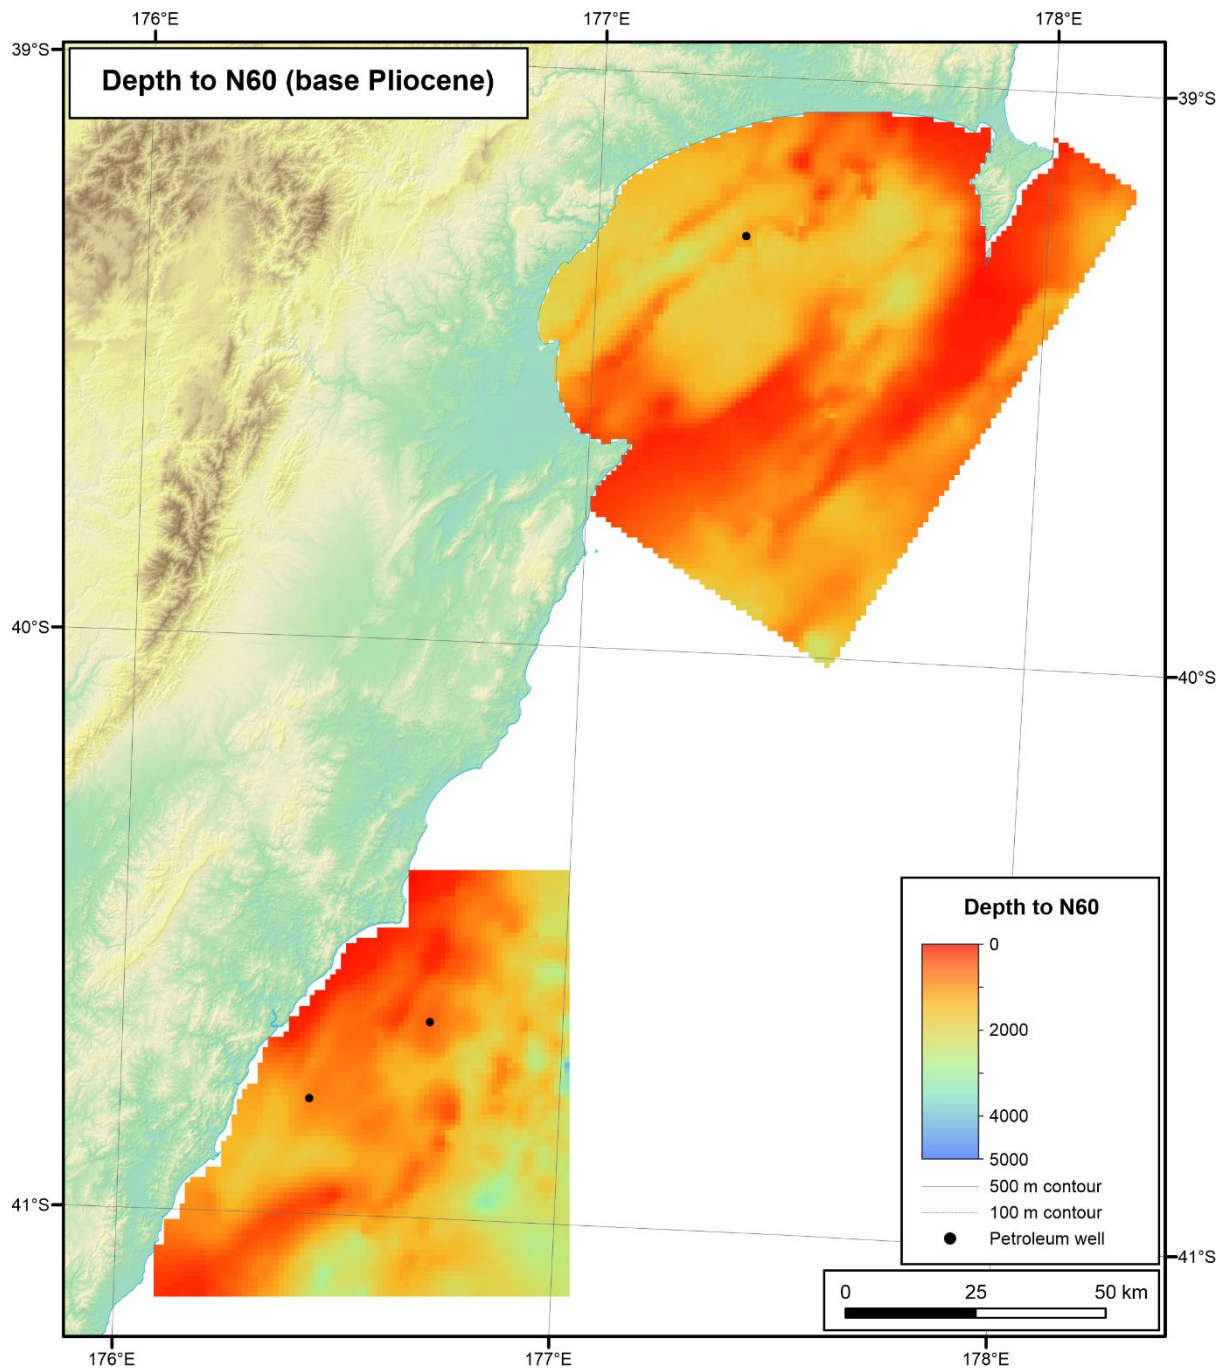 176°E
177°E
178°E
39°S
Depth to N60 (base Pliocene)
39°S
40°S
40°S
Depth to N60
0
2000
4000
5000
500 m contour
100 m contour
Petroleum well
41°S
41°S
0 25 50 km
176°E
177°E
178°E